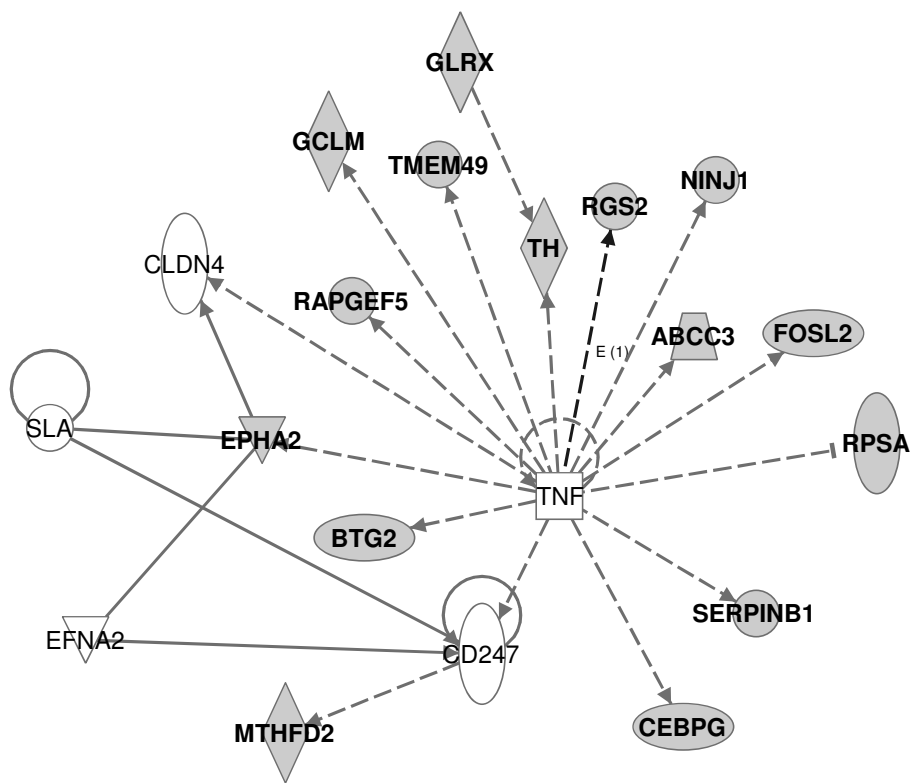 GLRX
GCLM
TMEM49
NINJ1
RGS2
TH
CLDN4
RAPGEF5
ABCC3
FOSL2
E (1)
SLA
EPHA2
RPSA
TNF
BTG2
SERPINB1
EFNA2
CD247
MTHFD2
CEBPG